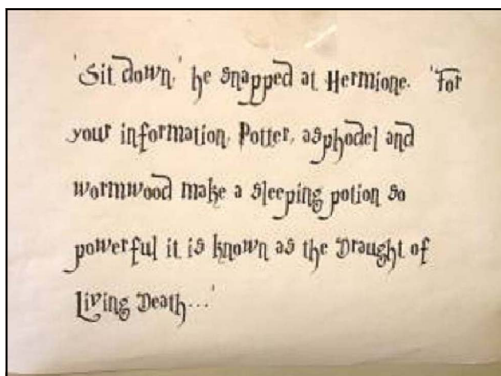 'Sit down,' he snapped at Hermione. 'For
your information, Potter, asphodel and
wormwood make a sleeping potion so
powerful it is known as the Draught of
Living Death...'